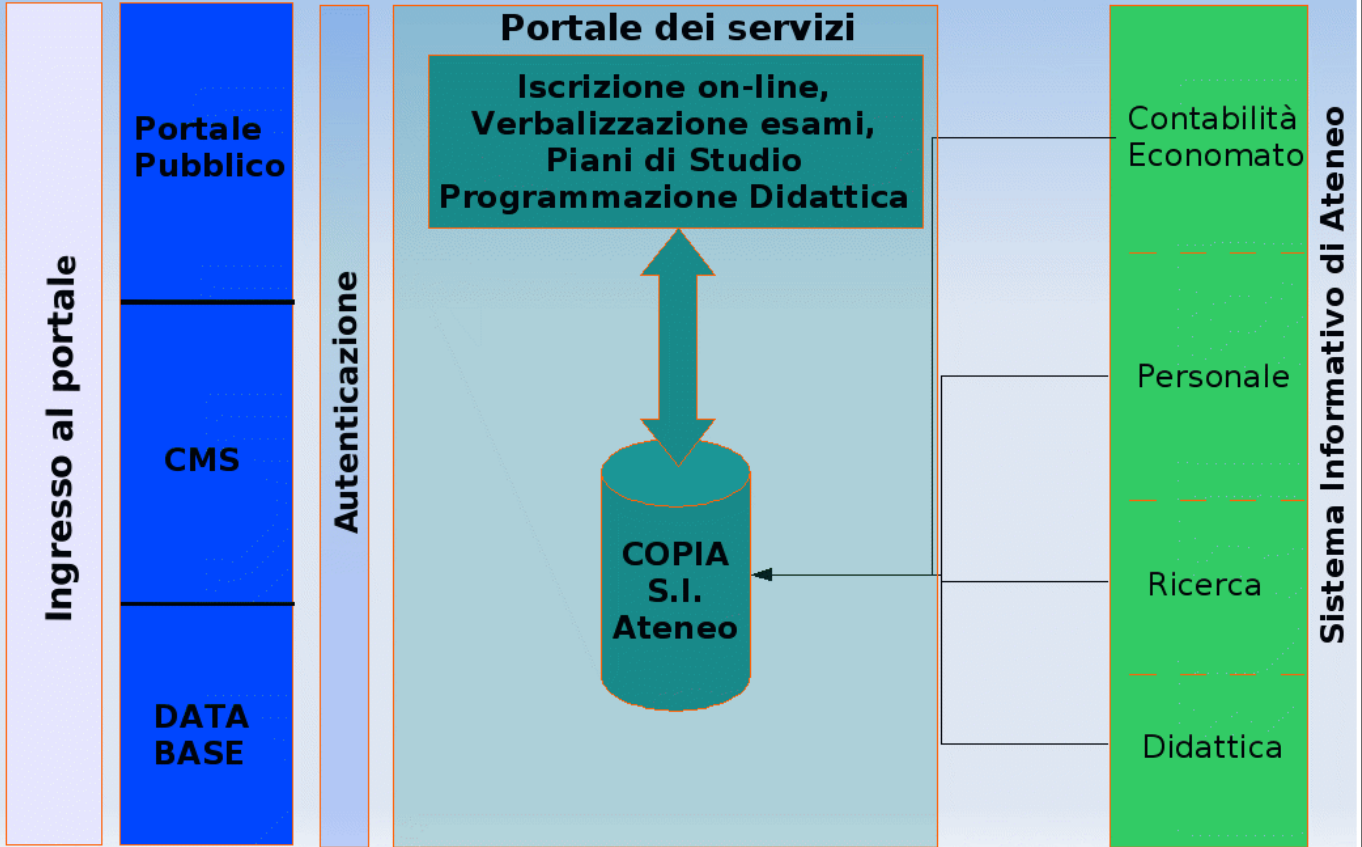 Ingresso al portale
Portale
Pubblico
CMS
DATA
BASE
Autenticazione
Portale dei servizi
Iscrizione on-line,
Verbalizzazione esami,
Piani di Studio
Programmazione Didattica
COPIA
S.I.
Ateneo
Contabilità
Economato
Personale
Ricerca
Didattica
Sistema Informativo di Ateneo